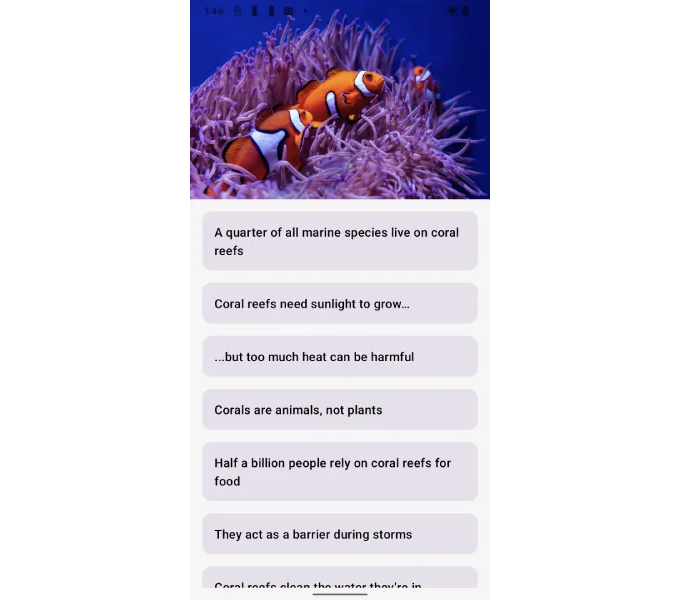 1:46
A quarter of all marine species live on coral
reefs
Coral reefs need sunlight to grow…
...but too much heat can be harmful
Corals are animals, not plants
Half a billion people rely on coral reefs for
food
They act as a barrier during storms
Coral reefs clean the water they're in